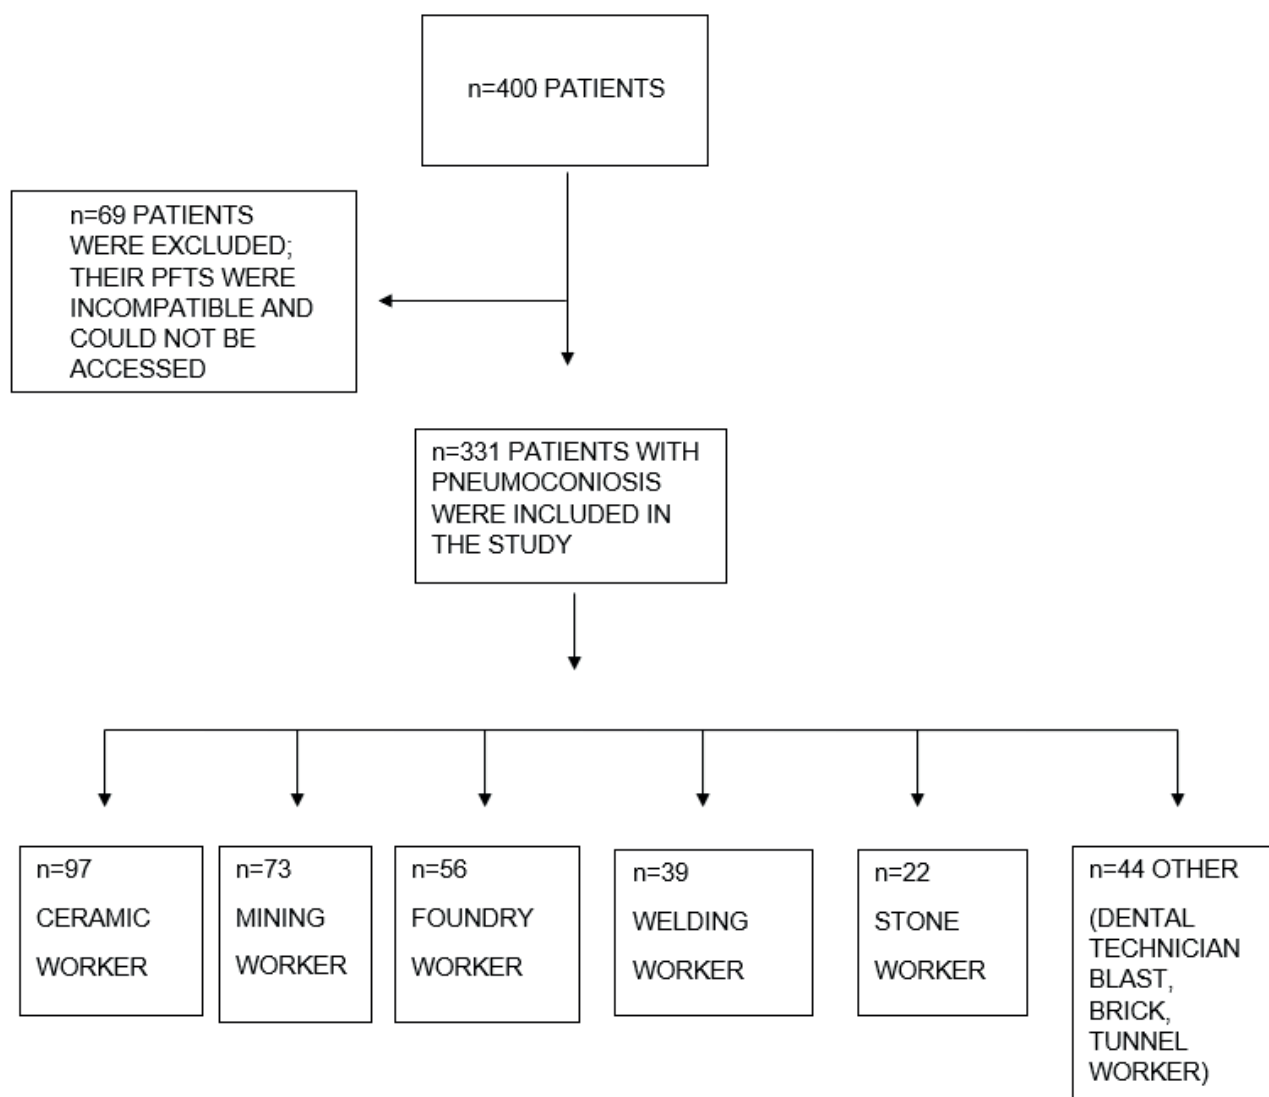 n=400 PATIENTS
n=69 PATIENTS
WERE EXCLUDED;
THEIR PFTS WERE
INCOMPATIBLE AND
COULD NOT BE
ACCESSED
n=331 PATIENTS WITH
PNEUMOCONIOSIS
WERE INCLUDED IN
THE STUDY
n=97
CERAMIC
WORKER
n=73
MINING
WORKER
n=56
FOUNDRY
WORKER
n=39
WELDING
WORKER
n=22
STONE
WORKER
n=44 OTHER
(DENTAL
TECHNICIAN
BLAST,
BRICK,
TUNNEL
WORKER)